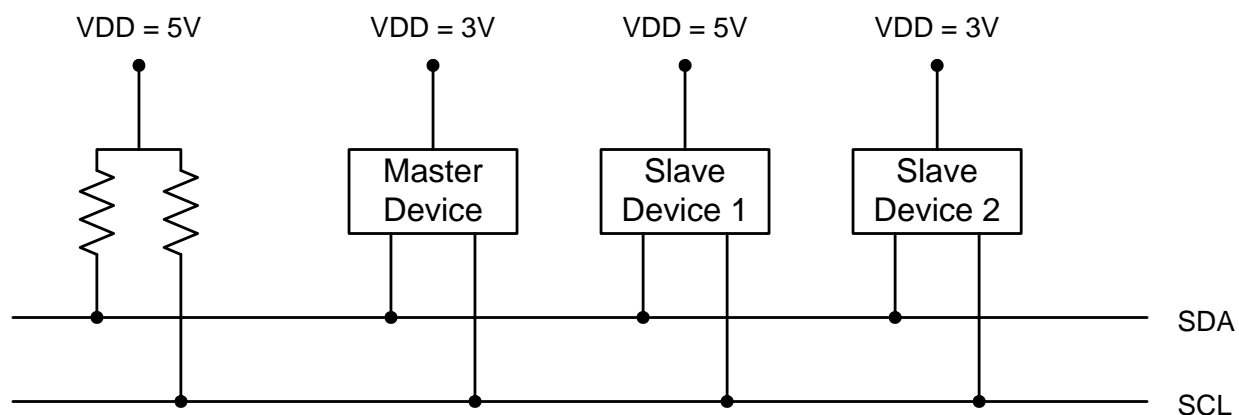 VDD = 5V
VDD = 3V
VDD = 5V
VDD = 3V
Master
Device
Slave
Device 1
Slave
Device 2
SDA
SCL